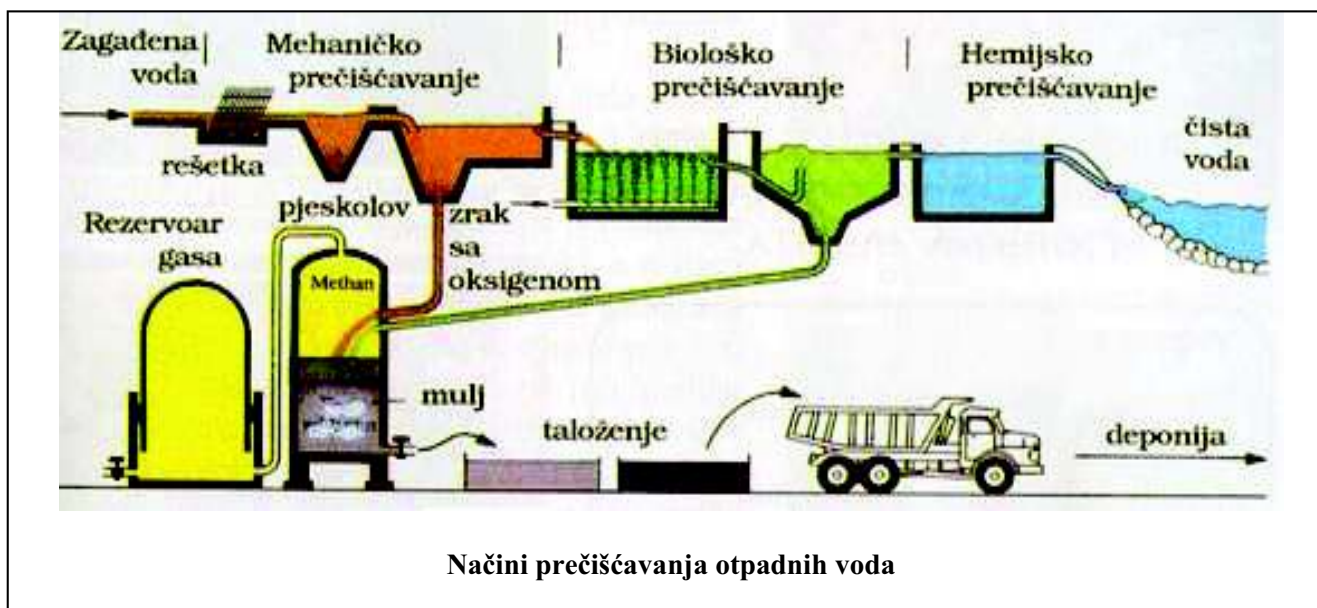 Zagađena
voda
Mehaničko
prečišćavanje
Biološko
prečišćavanje
Hemijsko
prečišćavanje
čista
voda
rešetka
pjeskolov
zrak
sa
oksigenom
Rezervoar
gasa
Methan
mulj
taloženje
deponija
Načini prečišćavanja otpadnih voda